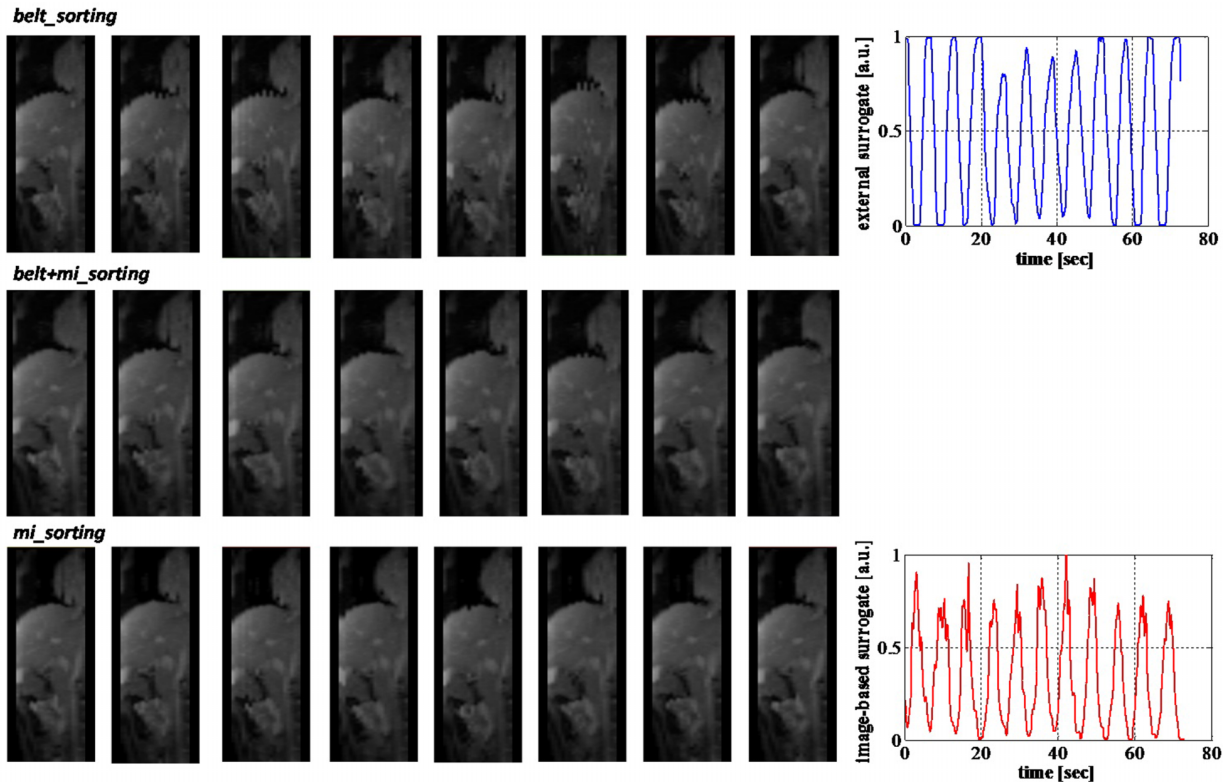 belt_sorting
external surrogate [a.u.]
1
0.5
0
0 20 40 60 80
time [sec]
belt+mi_sorting
mi_sorting
image-based surrogate [a.u.]
1
0.5
0
0 20 40 60 80
time [sec]